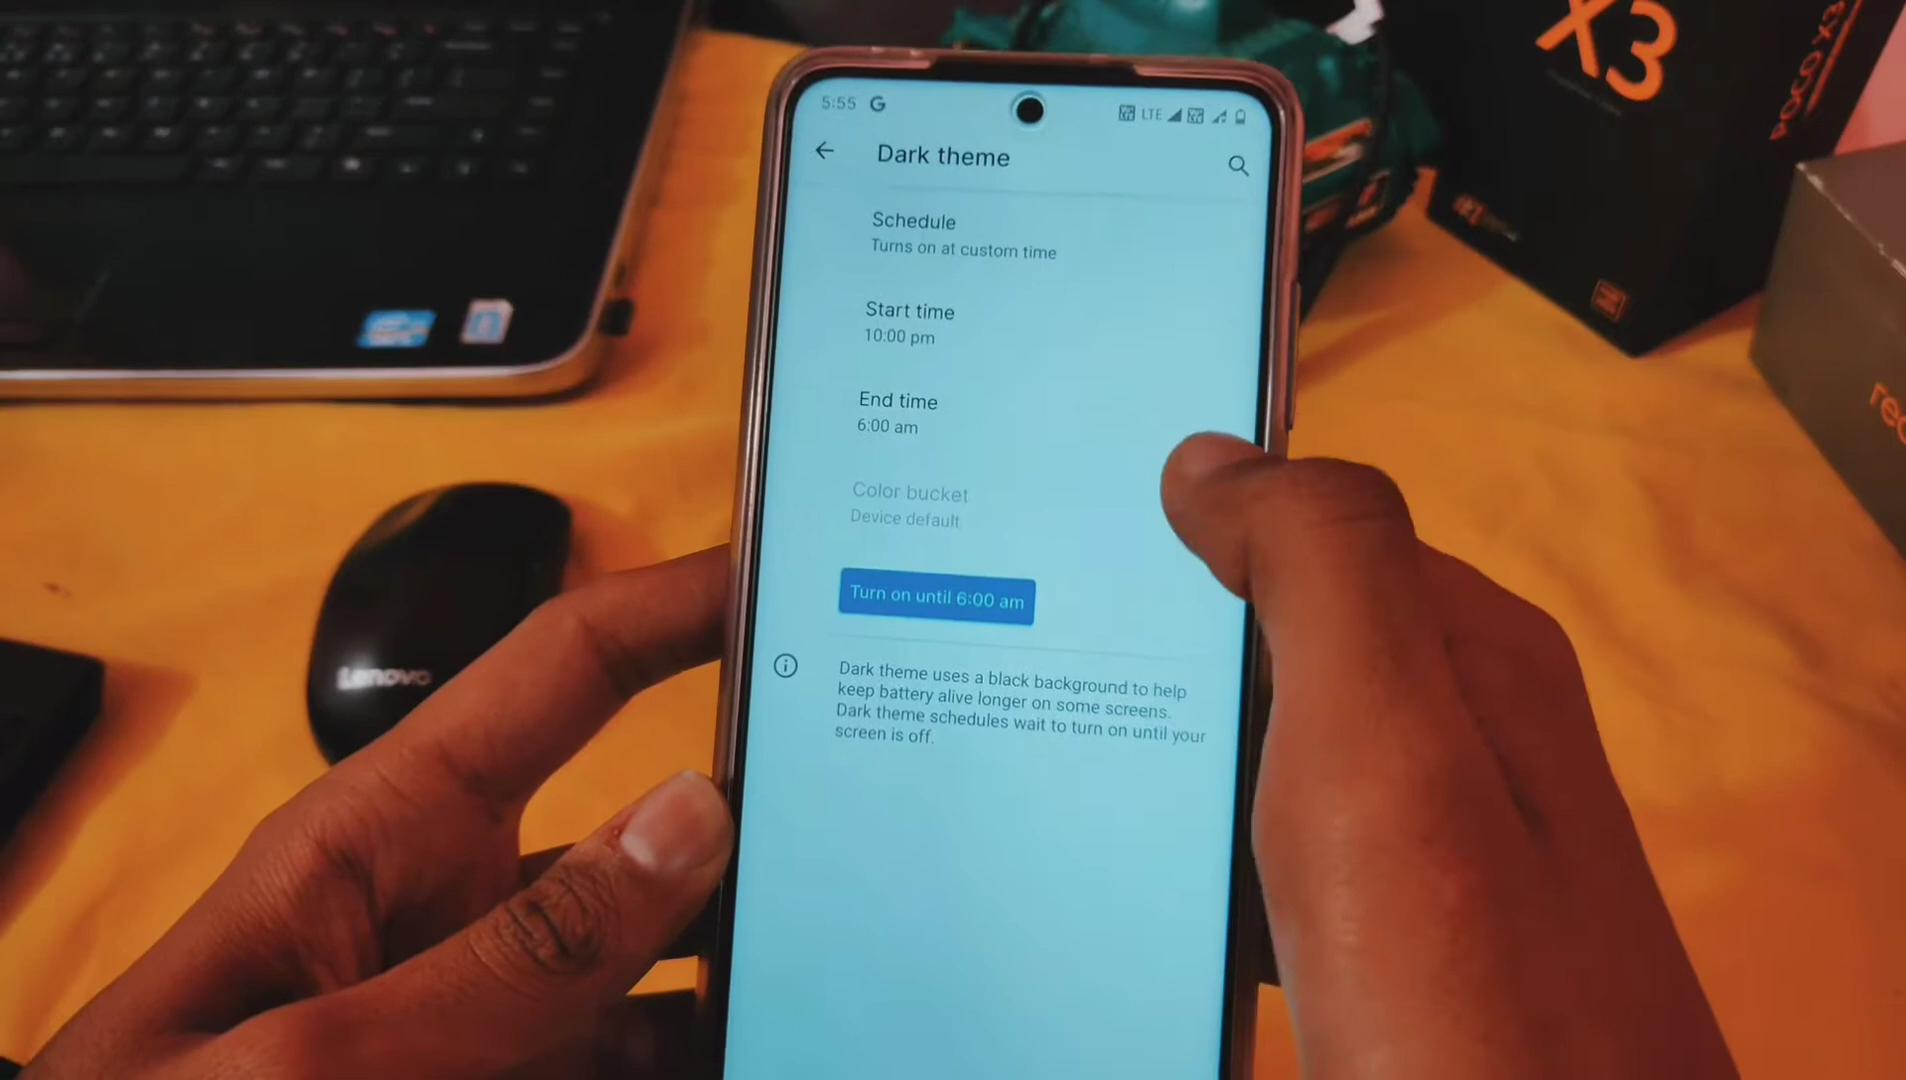 5:55 G
LTE
Dark theme
Schedule
Turns on at custom time
Start time
10:00 pm
End time
6:00 am
Color bucket
Device default
Turn on until 6:00 am
Dark theme uses a black background to help
keep battery alive longer on some screens.
Dark theme schedules wait to turn on until your
screen is off.
Lenovo
X3
POCO X3